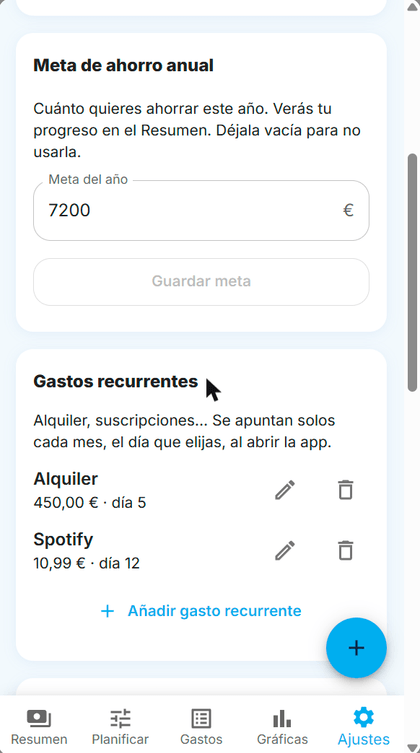 Meta de ahorro anual
Cuánto quieres ahorrar este año. Verás tu
progreso en el Resumen. Déjala vacía para no
usarla.
Meta del año
7200 €
Guardar meta
Gastos recurrentes
Alquiler, suscripciones... Se apuntan solos
cada mes, el día que elijas, al abrir la app.
Alquiler
450,00 € · día 5
Spotify
10,99 € · día 12
+ Añadir gasto recurrente
+
Resumen Planificar Gastos Gráficas Ajustes